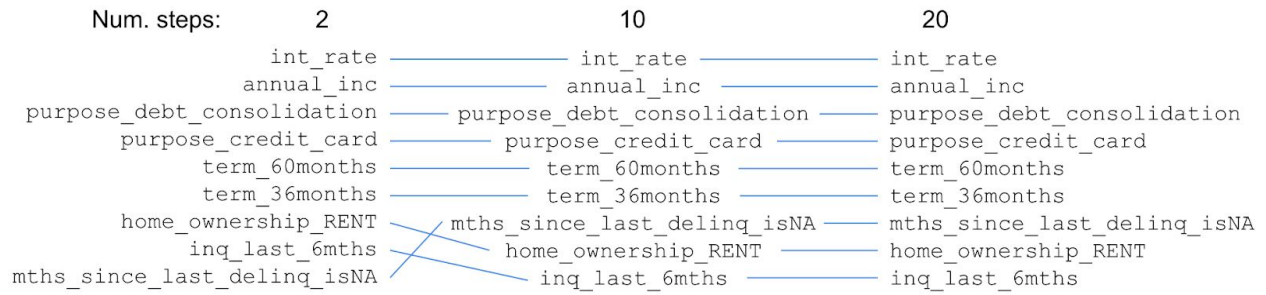 Num. steps: 2 10 20
int_rate int_rate int_rate
annual_inc annual_inc annual_inc
purpose_debt_consolidation purpose_debt_consolidation purpose_debt_consolidation
purpose_credit_card purpose_credit_card purpose_credit_card
term_60months term_60months term_60months
term_36months term_36months term_36months
home_ownership_RENT mths_since_last_delinq_isNA mths_since_last_delinq_isNA
inq_last_6mths home_ownership_RENT home_ownership_RENT
mths_since_last_delinq_isNA inq_last_6mths inq_last_6mths